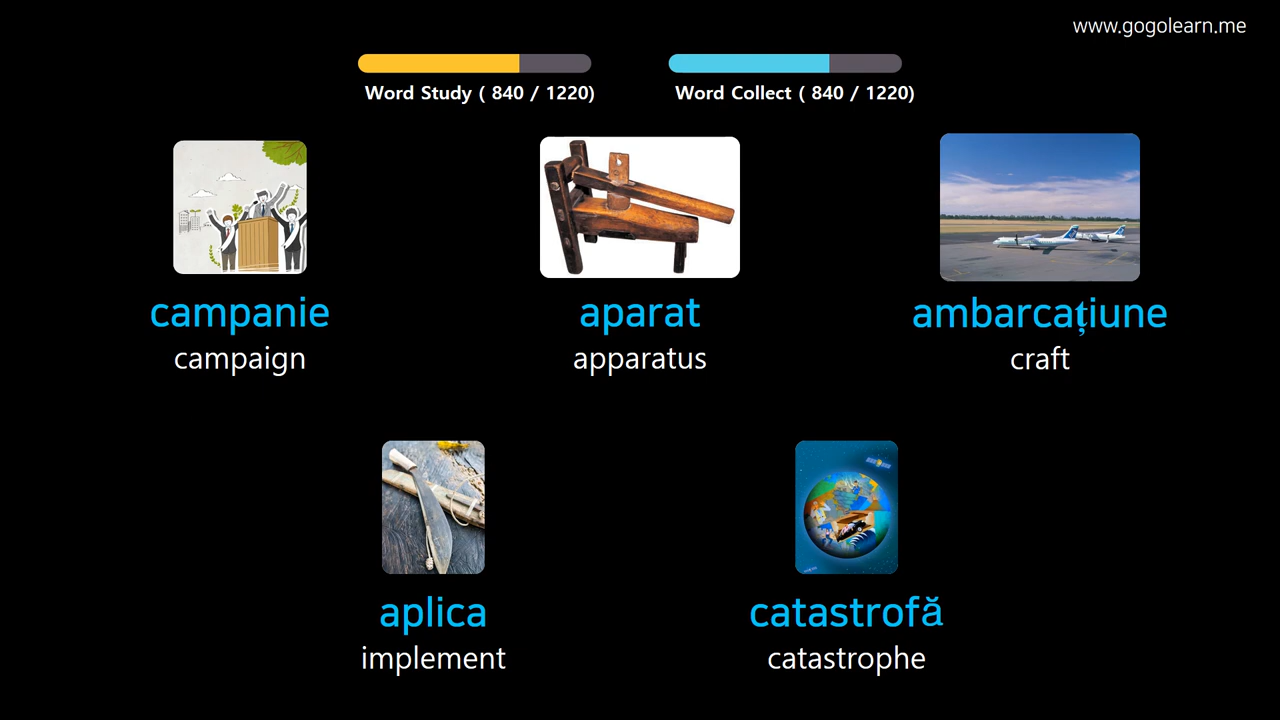 www.gogolearn.me
Word Study ( 840 / 1220)
Word Collect ( 840 / 1220)
campanie
campaign
aparat
apparatus
ambarcațiune
craft
aplica
implement
catastrofă
catastrophe